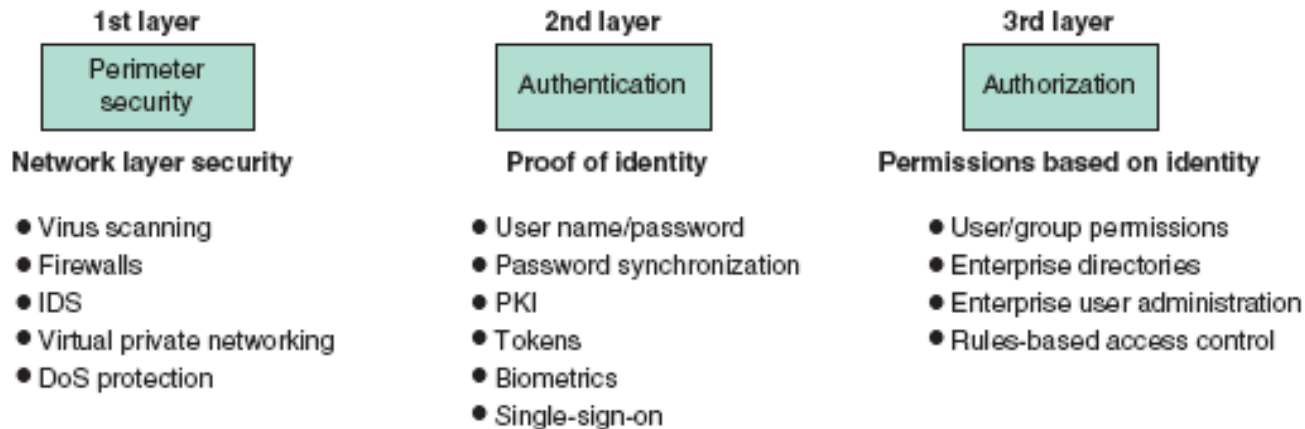 1st layer
Perimeter
security
Network layer security
● Virus scanning
● Firewalls
● IDS
● Virtual private networking
● DoS protection
2nd layer
Authentication
Proof of identity
● User name/password
● Password synchronization
● PKI
● Tokens
● Biometrics
● Single-sign-on
3rd layer
Authorization
Permissions based on identity
● User/group permissions
● Enterprise directories
● Enterprise user administration
● Rules-based access control